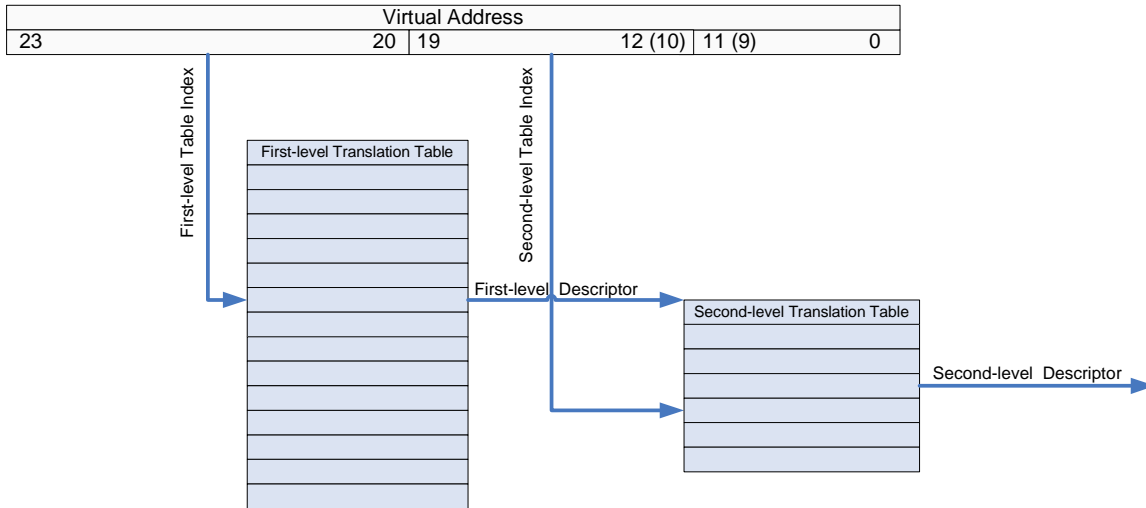 Virtual Address
23 20 19 12 (10) 11 (9) 0
First-level Table Index
Second-level Table Index
First-level Translation Table
First-level Descriptor
Second-level Translation Table
Second-level Descriptor